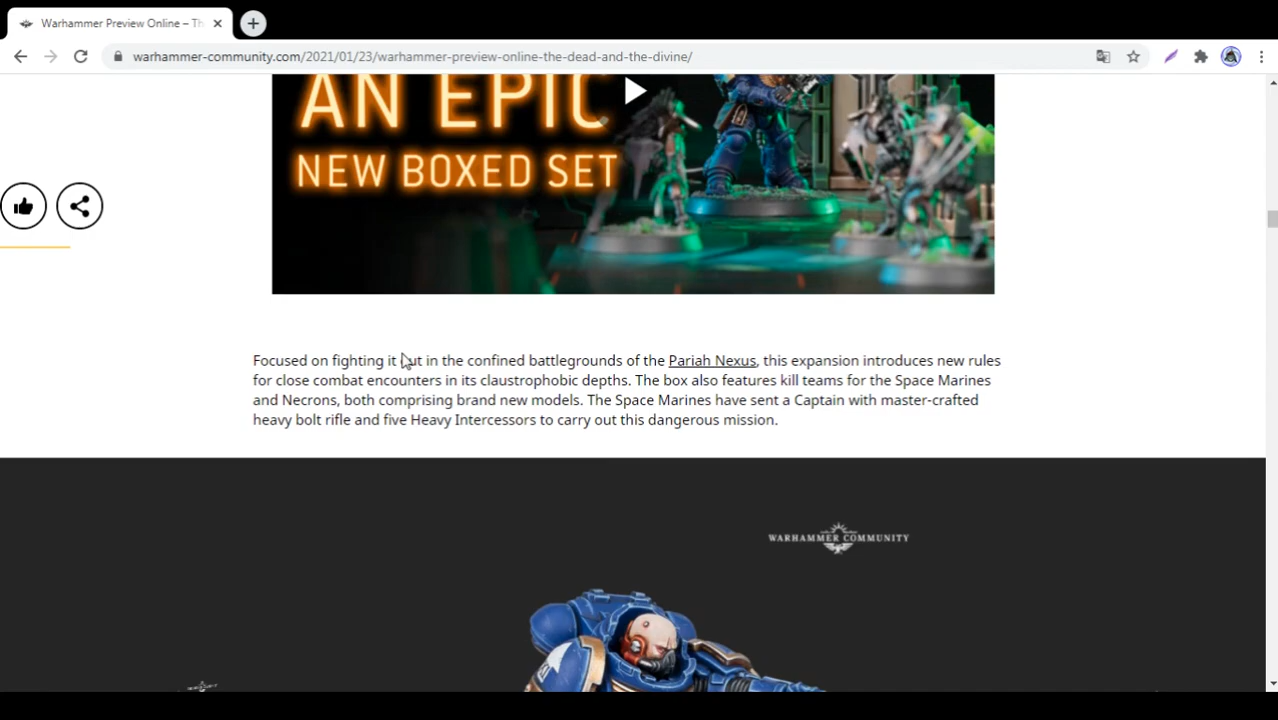 Warhammer Preview Online – Th
warhammer-community.com/2021/01/23/warhammer-preview-online-the-dead-and-the-divine/
AN EPIC
NEW BOXED SET
Focused on fighting it out in the confined battlegrounds of the Pariah Nexus, this expansion introduces new rules
for close combat encounters in its claustrophobic depths. The box also features kill teams for the Space Marines
and Necrons, both comprising brand new models. The Space Marines have sent a Captain with master-crafted
heavy bolt rifle and five Heavy Intercessors to carry out this dangerous mission.
WARHAMMER COMMUNITY